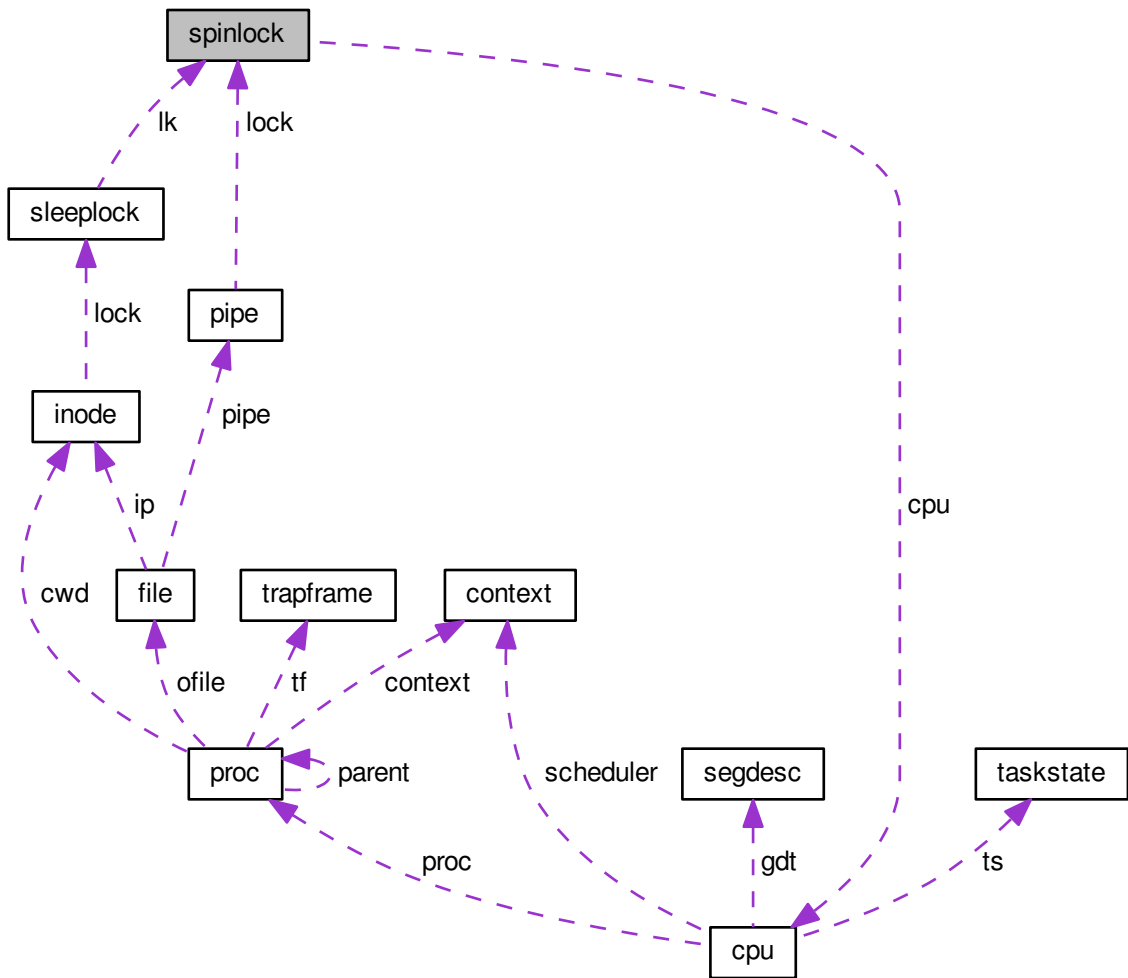 spinlock
lk
lock
sleeplock
lock
pipe
inode
pipe
ip
cpu
cwd
file
trapframe
context
ofile
tf
context
proc
parent
scheduler
segdesc
taskstate
proc
gdt
ts
cpu